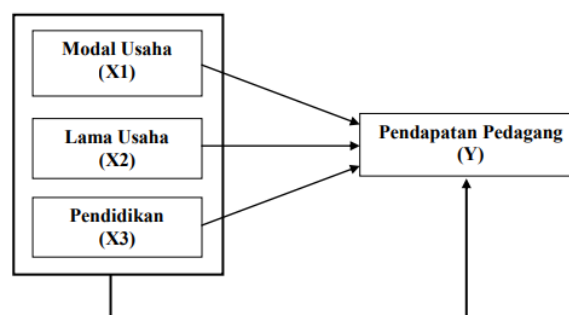 Modal Usaha
(X1)
Lama Usaha
(X2)
Pendidikan
(X3)
Pendapatan Pedagang
(Y)